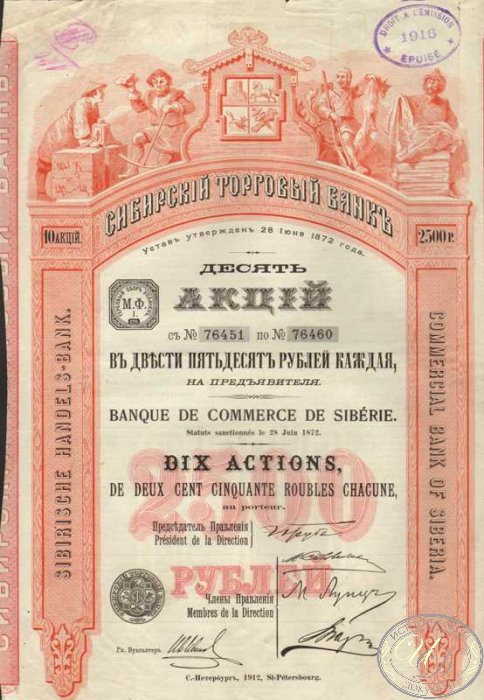 DROIT A L'ÉMISSION
1916
ÉPUISÉ
СИБИРСКІЙ ТОРГОВЫЙ БАНКЪ
10 АКЦІЙ.
2500 Р.
Уставъ утвержденъ 28 Іюня 1872 года.
ДЕСЯТЬ
АКЦІЙ
М.Ф.
I.
съ № 76451 по № 76460
ВЪ ДВѢСТИ ПЯТЬДЕСЯТЪ РУБЛЕЙ КАЖДАЯ,
НА ПРЕДЪЯВИТЕЛЯ.
BANQUE DE COMMERCE DE SIBÉRIE.
Statuts sanctionnés le 28 Juin 1872.
DIX ACTIONS,
DE DEUX CENT CINQUANTE ROUBLES CHACUNE,
au porteur.
2500
РУБЛЕЙ
Предсѣдатель Правленія
Président de la Direction
Члены Правленія
Membres de la Direction
Гл. Бухгалтеръ
С.-Петербургъ, 1912, St-Pétersbourg.
SIBIRISCHE HANDELS-BANK.
COMMERCIAL BANK OF SIBERIA.